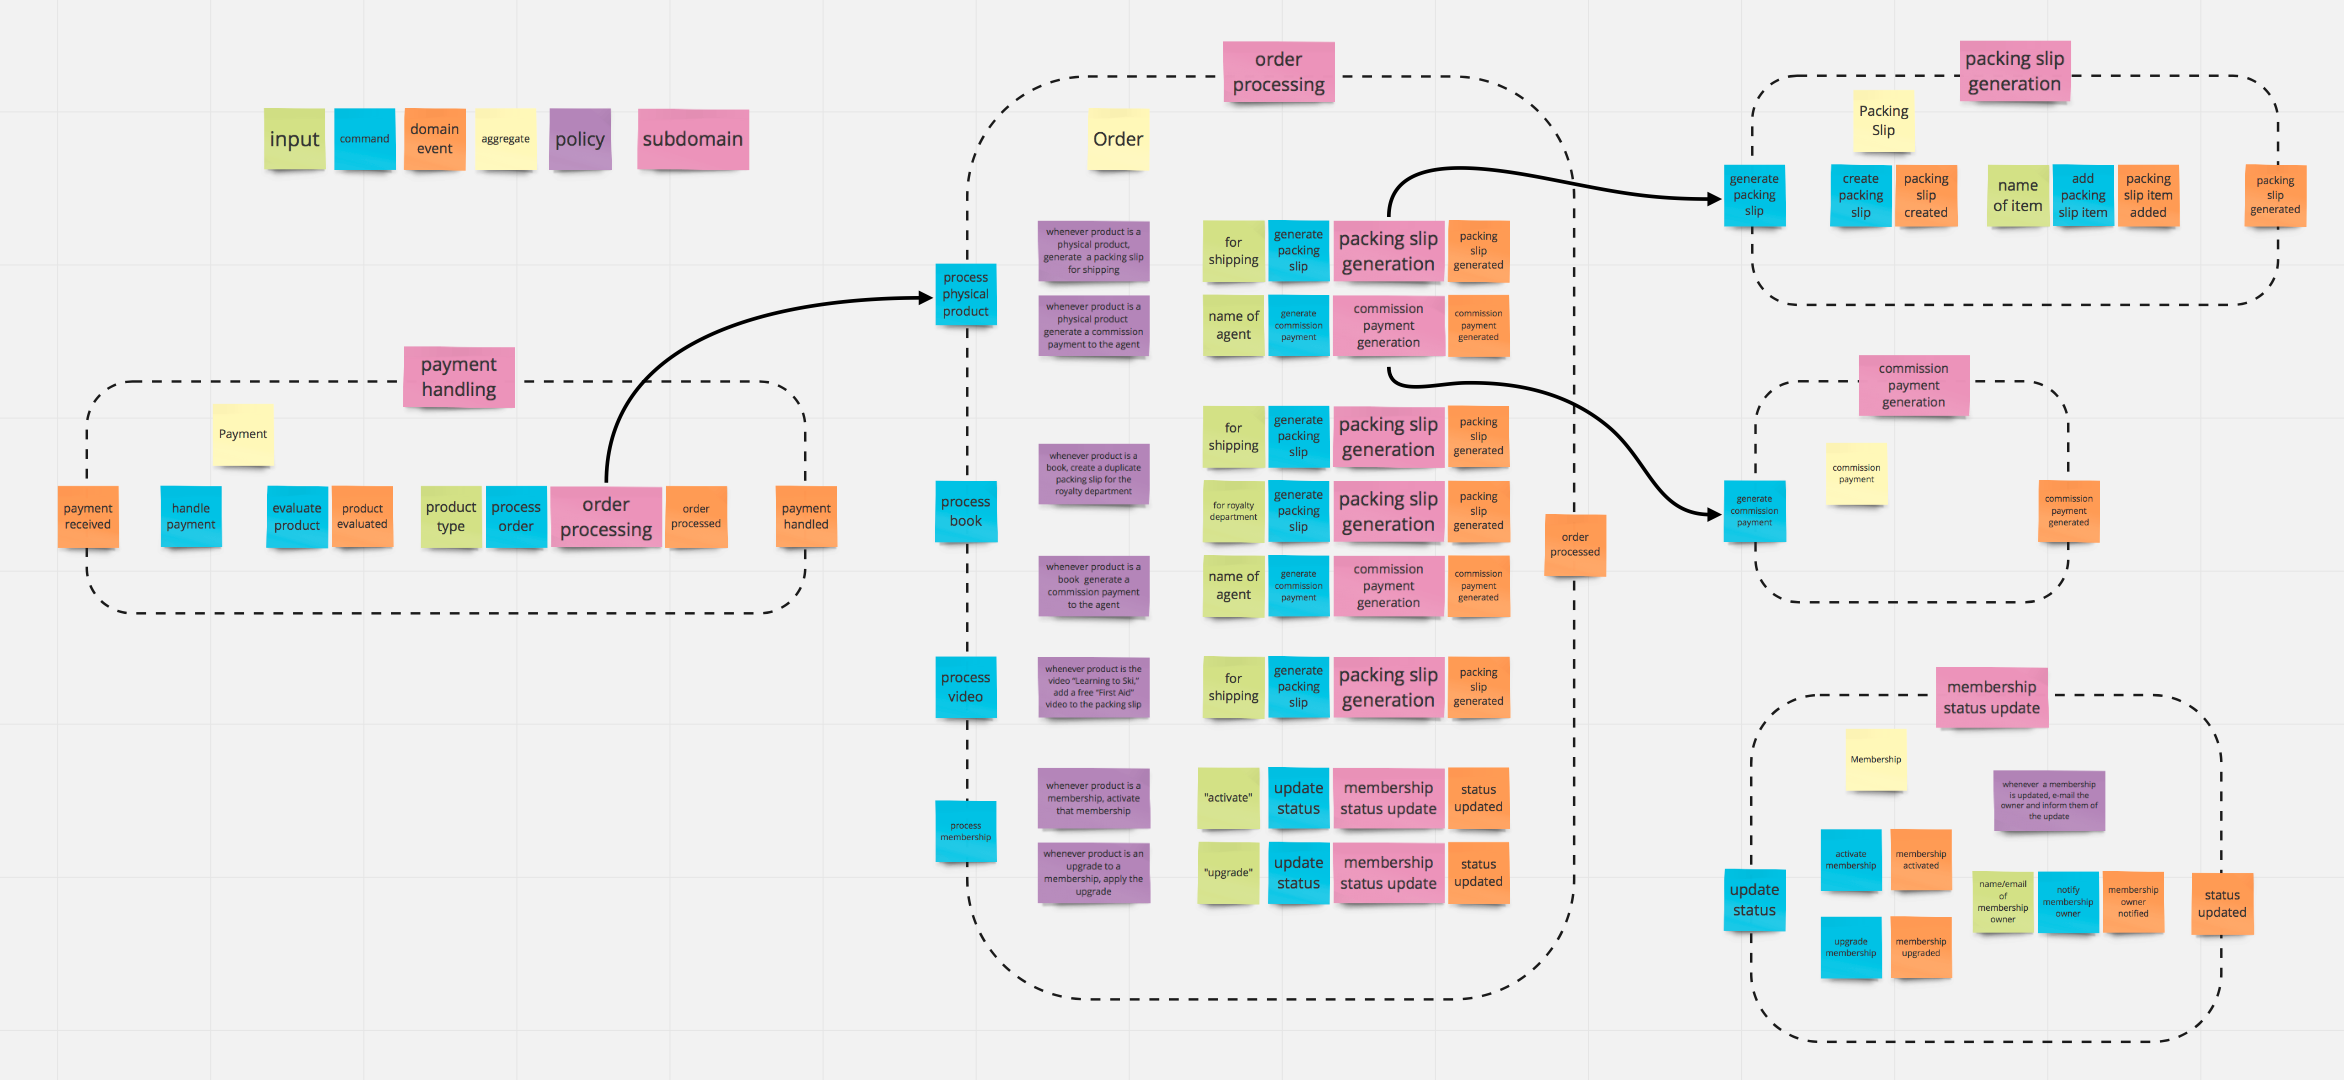 input
command
domain
event
aggregate
policy
subdomain
payment
handling
Payment
payment
received
handle
payment
evaluate
product
product
evaluated
product
type
process
order
order
processing
order
processed
payment
handled
order
processing
Order
process
physical
product
whenever product is a
physical product,
generate a packing slip
for shipping
for
shipping
generate
packing
slip
packing slip
generation
packing
slip
generated
whenever product is a
physical product
generate a commission
payment to the agent
name of
agent
generate
commission
payment
commission
payment
generation
commission
payment
generated
process
book
whenever product is a
book, create a duplicate
packing slip for the
royalty department
for
shipping
generate
packing
slip
packing slip
generation
packing
slip
generated
for royalty
department
generate
packing
slip
packing slip
generation
packing
slip
generated
whenever product is a
book generate a
commission payment
to the agent
name of
agent
generate
commission
payment
commission
payment
generation
commission
payment
generated
order
processed
process
video
whenever product is the
video “Learning to Ski,”
add a free “First Aid”
video to the packing slip
for
shipping
generate
packing
slip
packing slip
generation
packing
slip
generated
process
membership
whenever product is a
membership, activate
that membership
"activate"
update
status
membership
status update
status
updated
whenever product is an
upgrade to a
membership, apply the
upgrade
"upgrade"
update
status
membership
status update
status
updated
packing slip
generation
Packing
Slip
generate
packing
slip
create
packing
slip
packing
slip
created
name
of item
add
packing
slip item
packing
slip item
added
packing
slip
generated
commission
payment
generation
commission
payment
generate
commission
payment
commission
payment
generated
membership
status update
Membership
whenever a membership
is updated, e-mail the
owner and inform them of
the update
update
status
activate
membership
membership
activated
upgrade
membership
membership
upgraded
name/email
of
membership
owner
notify
membership
owner
membership
owner
notified
status
updated